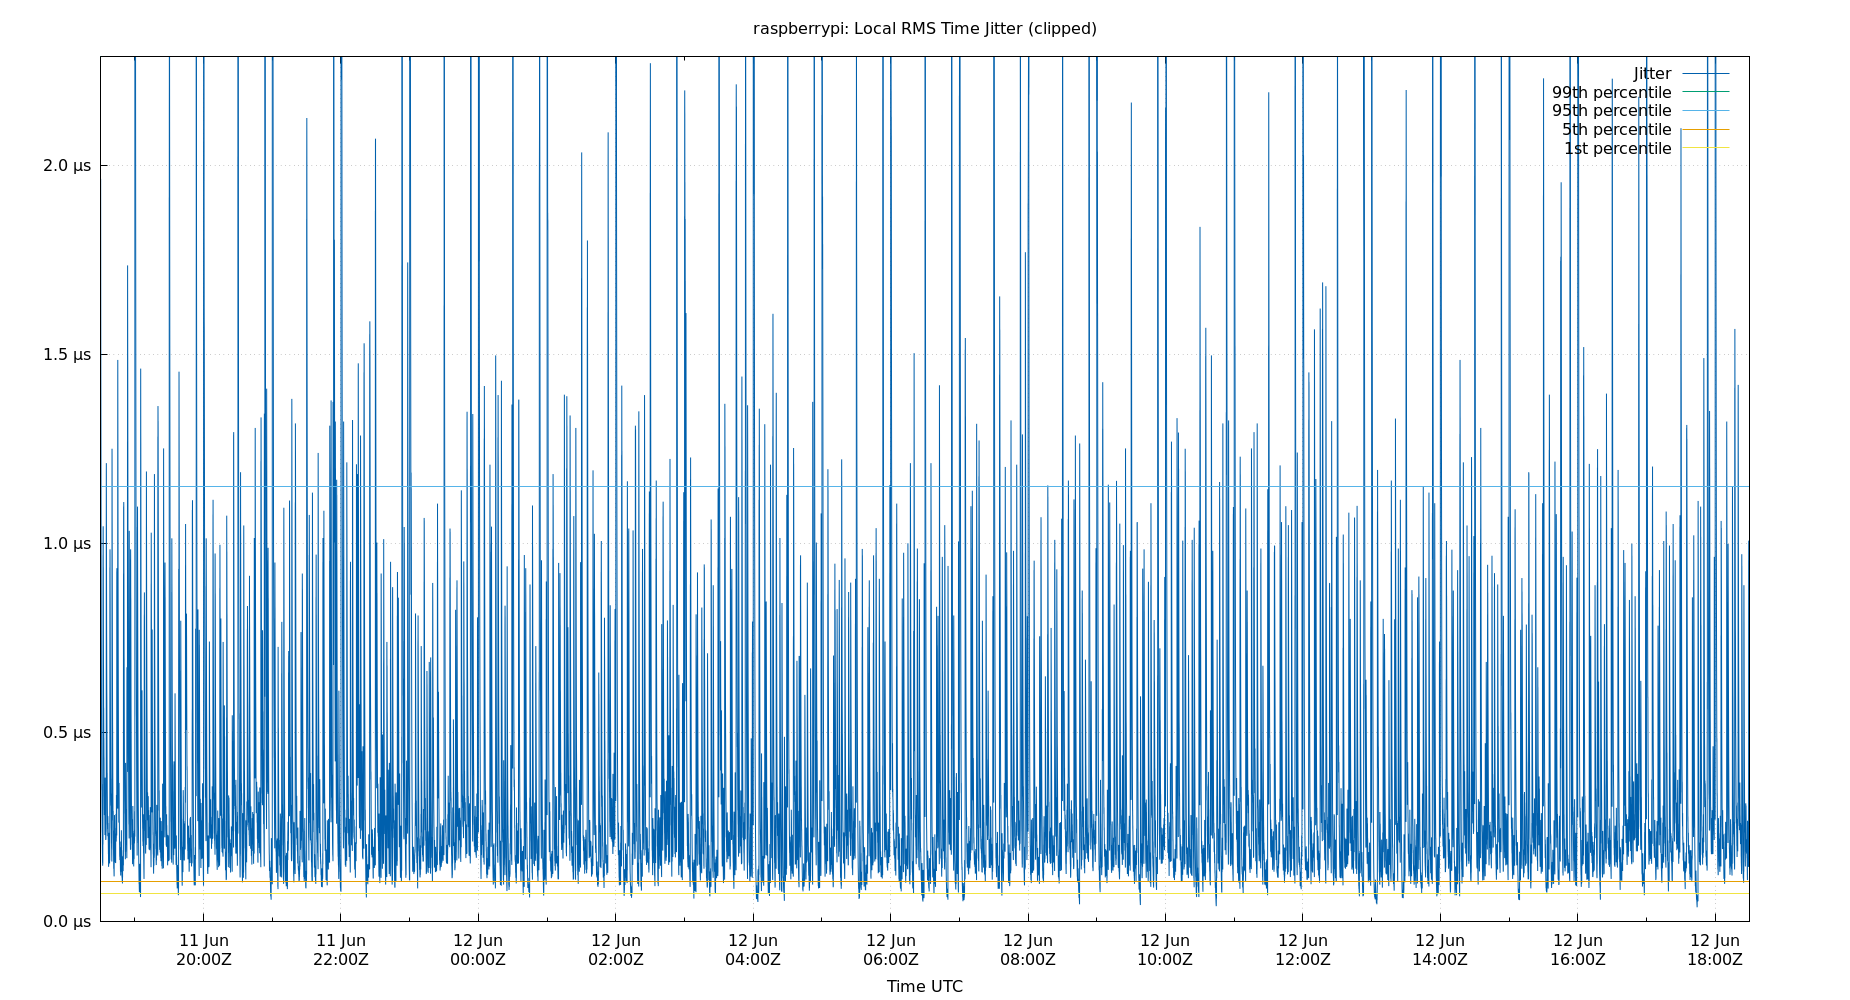 raspberrypi: Local RMS Time Jitter (clipped)
Jitter
99th percentile
95th percentile
5th percentile
1st percentile
2.0 µs
1.5 µs
1.0 µs
0.5 µs
0.0 µs
11 Jun 11 Jun 12 Jun 12 Jun 12 Jun 12 Jun 12 Jun 12 Jun 12 Jun 12 Jun 12 Jun 12 Jun
20:00Z 22:00Z 00:00Z 02:00Z 04:00Z 06:00Z 08:00Z 10:00Z 12:00Z 14:00Z 16:00Z 18:00Z
Time UTC